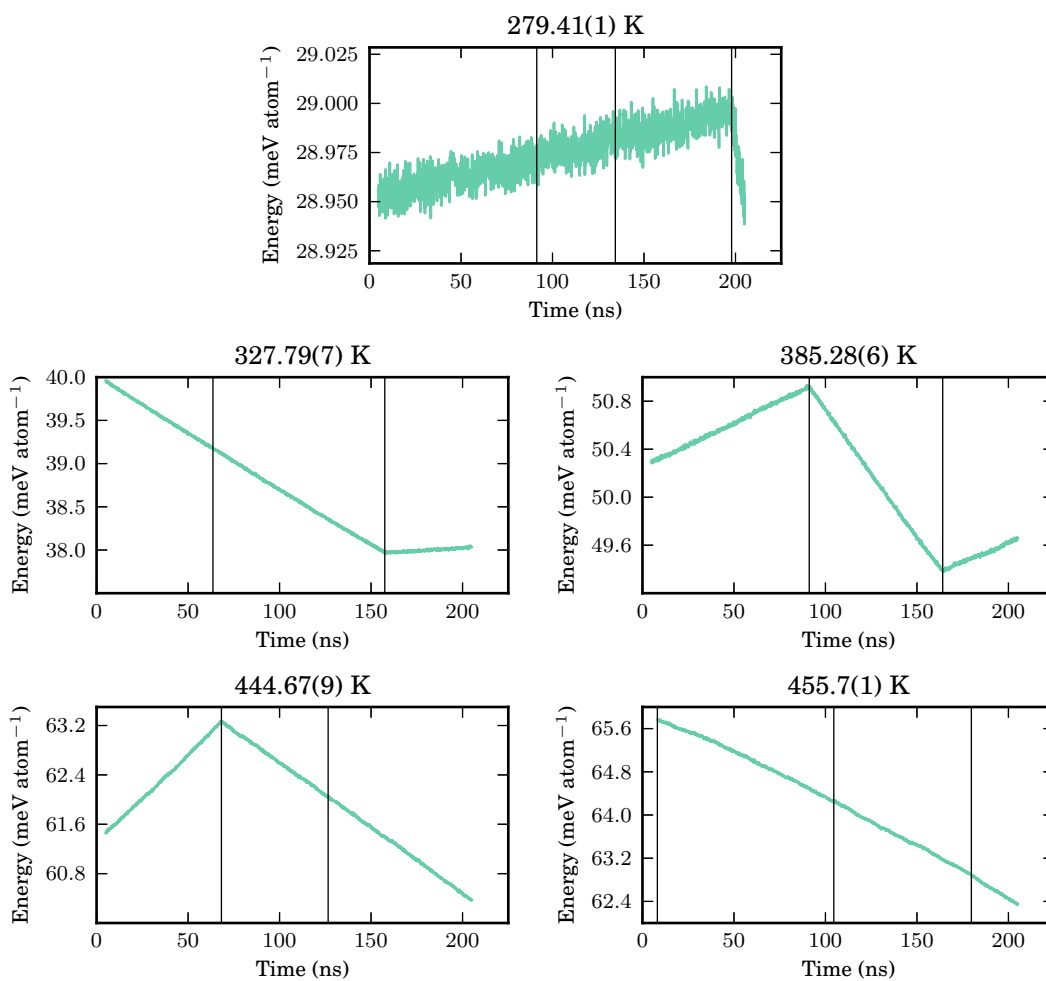 279.41(1) K
29.025
29.000
28.975
28.950
28.925
Energy (meV atom−1)
0 50 100 150 200
Time (ns)
327.79(7) K
40.0
39.5
39.0
38.5
38.0
Energy (meV atom−1)
0 50 100 150 200
Time (ns)
385.28(6) K
50.8
50.4
50.0
49.6
Energy (meV atom−1)
0 50 100 150 200
Time (ns)
444.67(9) K
63.2
62.4
61.6
60.8
Energy (meV atom−1)
0 50 100 150 200
Time (ns)
455.7(1) K
65.6
64.8
64.0
63.2
62.4
Energy (meV atom−1)
0 50 100 150 200
Time (ns)